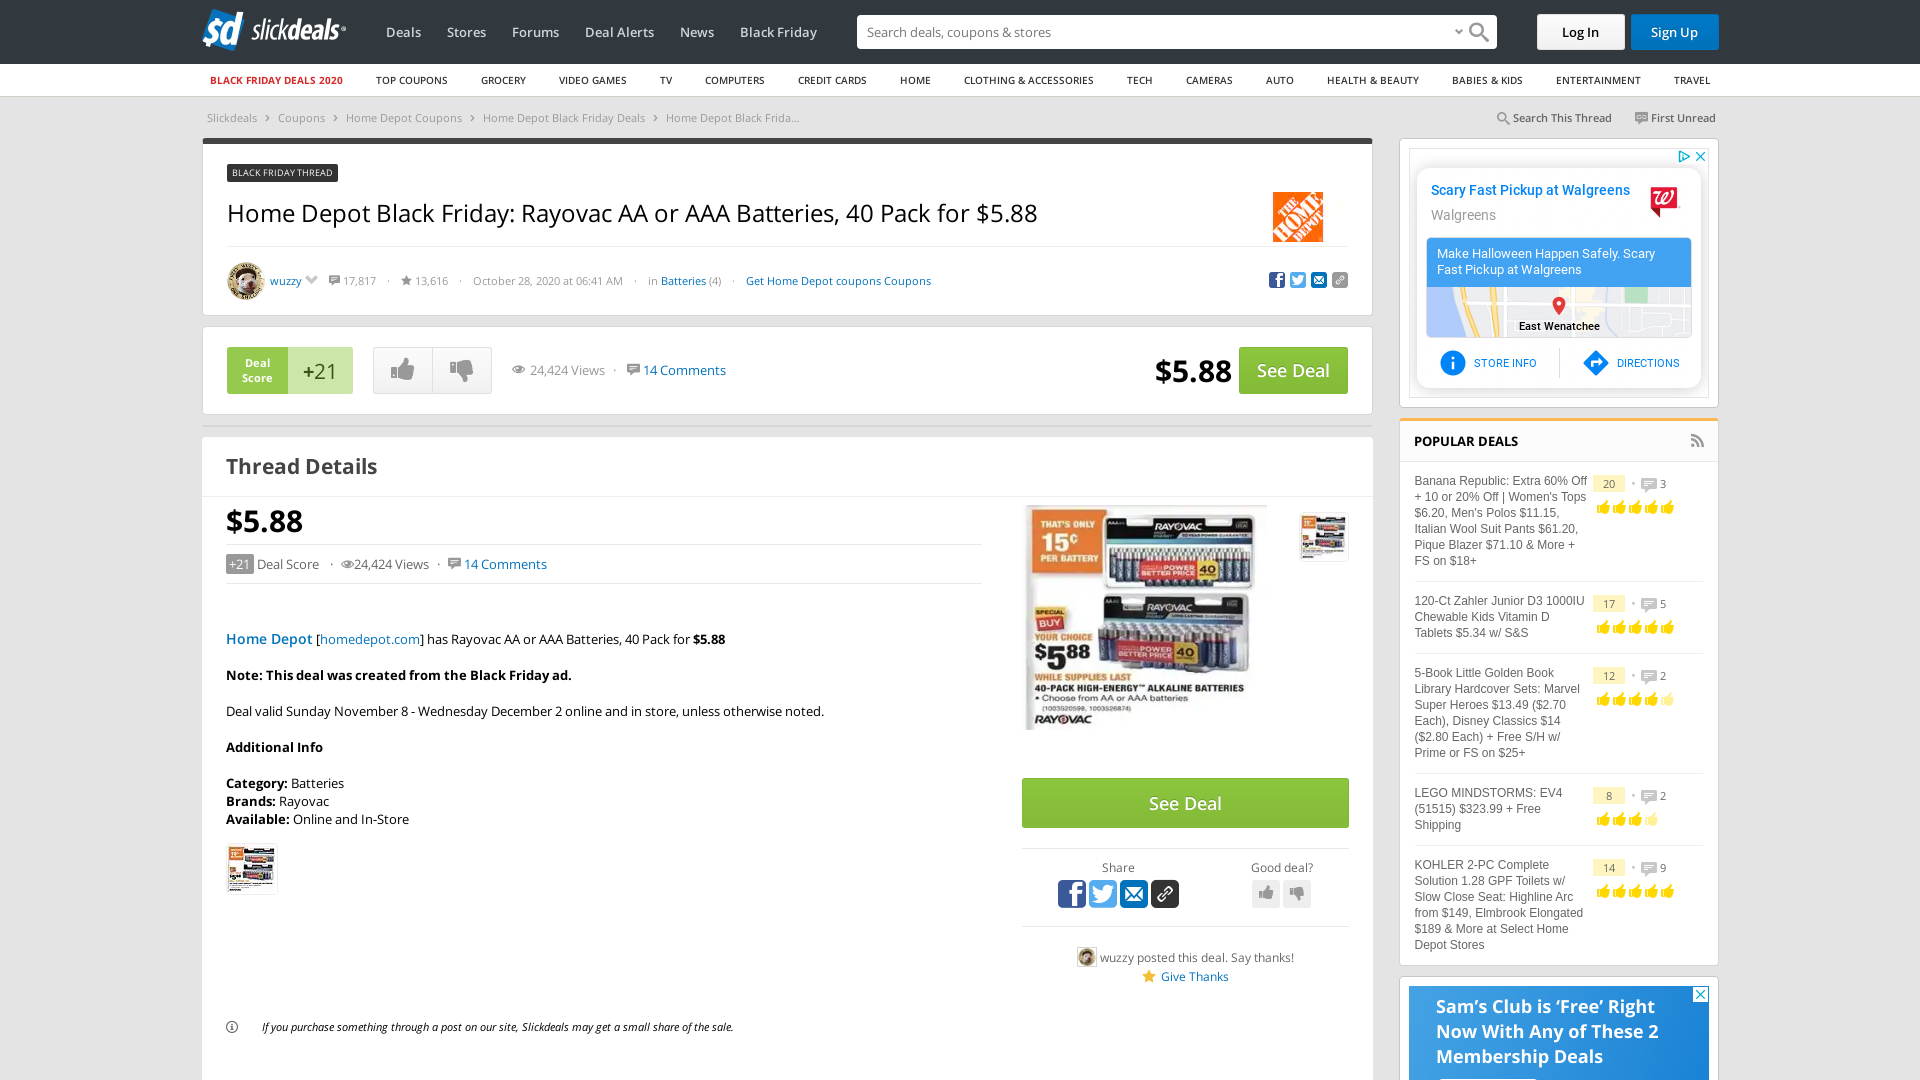 sd slickdeals
Deals Stores Forums Deal Alerts News Black Friday
Search deals, coupons & stores
Log In Sign Up
BLACK FRIDAY DEALS 2020 TOP COUPONS GROCERY VIDEO GAMES TV COMPUTERS CREDIT CARDS HOME CLOTHING & ACCESSORIES TECH CAMERAS AUTO HEALTH & BEAUTY BABIES & KIDS ENTERTAINMENT TRAVEL
Slickdeals › Coupons › Home Depot Coupons › Home Depot Black Friday Deals › Home Depot Black Frida...
Search This Thread First Unread
BLACK FRIDAY THREAD
Home Depot Black Friday: Rayovac AA or AAA Batteries, 40 Pack for $5.88
THE HOME DEPOT
wuzzy 17,817 · 13,616 · October 28, 2020 at 06:41 AM · in Batteries (4) · Get Home Depot coupons Coupons
Deal Score +21
24,424 Views · 14 Comments
$5.88 See Deal
Thread Details
$5.88
+21 Deal Score · 24,424 Views · 14 Comments
Home Depot [homedepot.com] has Rayovac AA or AAA Batteries, 40 Pack for $5.88
Note: This deal was created from the Black Friday ad.
Deal valid Sunday November 8 - Wednesday December 2 online and in store, unless otherwise noted.
Additional Info
Category: Batteries
Brands: Rayovac
Available: Online and In-Store
If you purchase something through a post on our site, Slickdeals may get a small share of the sale.
THAT'S ONLY
15¢
PER BATTERY
RAYOVAC
POWER
BETTER PRICE
40
SPECIAL
BUY
YOUR CHOICE
$5.88
RAYOVAC
POWER
BETTER PRICE
40
WHILE SUPPLIES LAST
40-PACK HIGH-ENERGY™ ALKALINE BATTERIES
• Choose from AA or AAA batteries
(1003520598, 1003526874)
RAYOVAC
See Deal
Share Good deal?
wuzzy posted this deal. Say thanks!
Give Thanks
Scary Fast Pickup at Walgreens
Walgreens
W
Make Halloween Happen Safely. Scary
Fast Pickup at Walgreens
East Wenatchee
STORE INFO DIRECTIONS
POPULAR DEALS
Banana Republic: Extra 60% Off
+ 10 or 20% Off | Women's Tops
$6.20, Men's Polos $11.15,
Italian Wool Suit Pants $61.20,
Pique Blazer $71.10 & More +
FS on $18+
20 • 3
120-Ct Zahler Junior D3 1000IU
Chewable Kids Vitamin D
Tablets $5.34 w/ S&S
17 • 5
5-Book Little Golden Book
Library Hardcover Sets: Marvel
Super Heroes $13.49 ($2.70
Each), Disney Classics $14
($2.80 Each) + Free S/H w/
Prime or FS on $25+
12 • 2
LEGO MINDSTORMS: EV4
(51515) $323.99 + Free
Shipping
8 • 2
KOHLER 2-PC Complete
Solution 1.28 GPF Toilets w/
Slow Close Seat: Highline Arc
from $149, Elmbrook Elongated
$189 & More at Select Home
Depot Stores
14 • 9
Sam's Club is ‘Free’ Right
Now With Any of These 2
Membership Deals